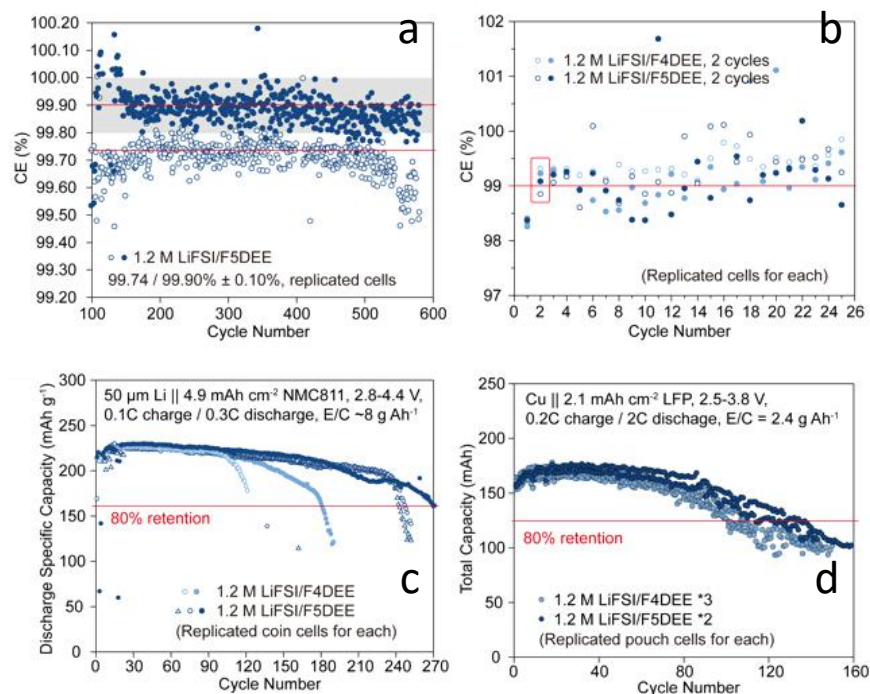 a
100.20
100.10
100.00
99.90
99.80
99.70
99.60
99.50
99.40
99.30
99.20
CE (%)
1.2 M LiFSI/F5DEE
99.74 / 99.90% ± 0.10%, replicated cells
100 200 300 400 500 600
Cycle Number
b
102
101
100
99
98
97
CE (%)
1.2 M LiFSI/F4DEE, 2 cycles
1.2 M LiFSI/F5DEE, 2 cycles
(Replicated cells for each)
0 2 4 6 8 10 12 14 16 18 20 22 24 26
Cycle Number
300
250
200
150
100
50
0
Discharge Specific Capacity (mAh g⁻¹)
50 μm Li || 4.9 mAh cm⁻² NMC811, 2.8-4.4 V,
0.1C charge / 0.3C discharge, E/C ~8 g Ah⁻¹
80% retention
1.2 M LiFSI/F4DEE
1.2 M LiFSI/F5DEE
(Replicated coin cells for each)
c
0 30 60 90 120 150 180 210 240 270
Cycle Number
250
200
150
100
50
0
Total Capacity (mAh)
Cu || 2.1 mAh cm⁻² LFP, 2.5-3.8 V,
0.2C charge / 2C dischage, E/C = 2.4 g Ah⁻¹
80% retention
1.2 M LiFSI/F4DEE *3
1.2 M LiFSI/F5DEE *2
(Replicated pouch cells for each)
d
0 40 80 120 160
Cycle Number